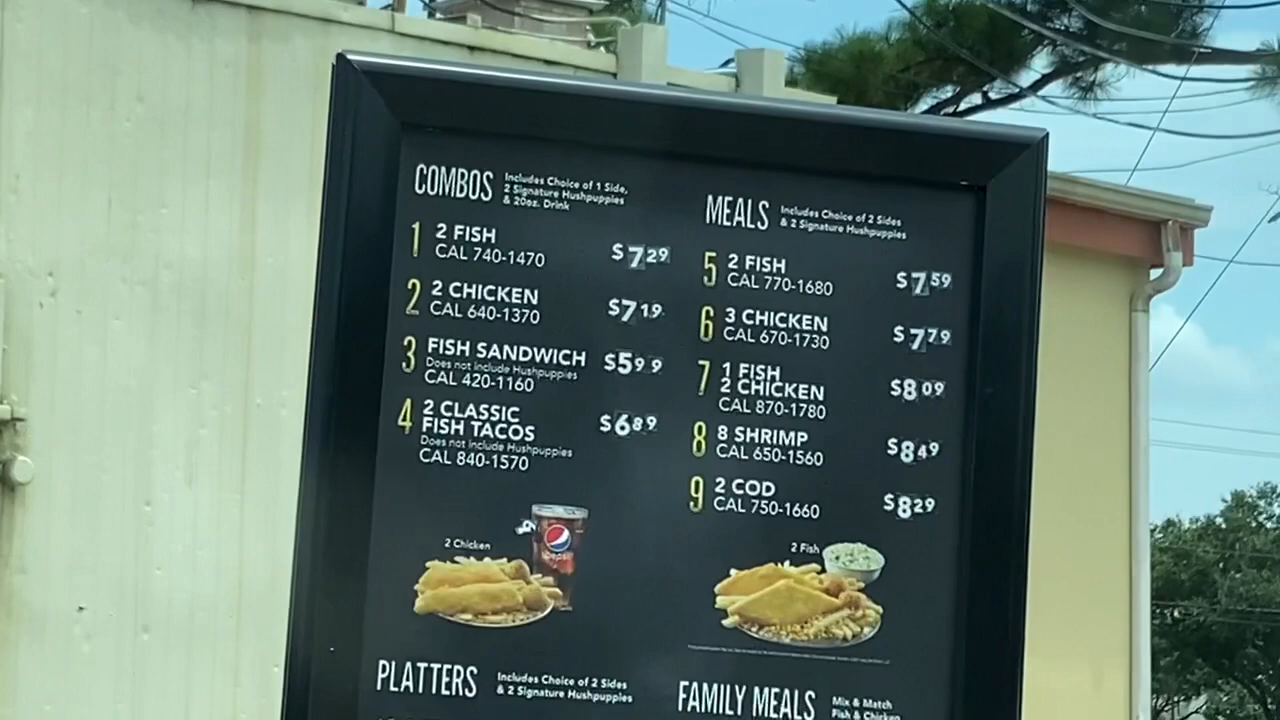 COMBOS
Includes Choice of 1 Side,
2 Signature Hushpuppies
& 20oz. Drink
1 2 FISH $7.29
CAL 740-1470
2 2 CHICKEN $7.19
CAL 640-1370
3 FISH SANDWICH $5.99
Does not include Hushpuppies
CAL 420-1160
4 2 CLASSIC
FISH TACOS $6.89
Does not include Hushpuppies
CAL 840-1570
2 Chicken
pepsi
MEALS
Includes Choice of 2 Sides
& 2 Signature Hushpuppies
5 2 FISH $7.59
CAL 770-1680
6 3 CHICKEN $7.79
CAL 670-1730
7 1 FISH
2 CHICKEN $8.09
CAL 870-1780
8 8 SHRIMP $8.49
CAL 650-1560
9 2 COD $8.29
CAL 750-1660
2 Fish
PLATTERS
Includes Choice of 2 Sides
& 2 Signature Hushpuppies
FAMILY MEALS
Mix & Match
Fish & Chicken